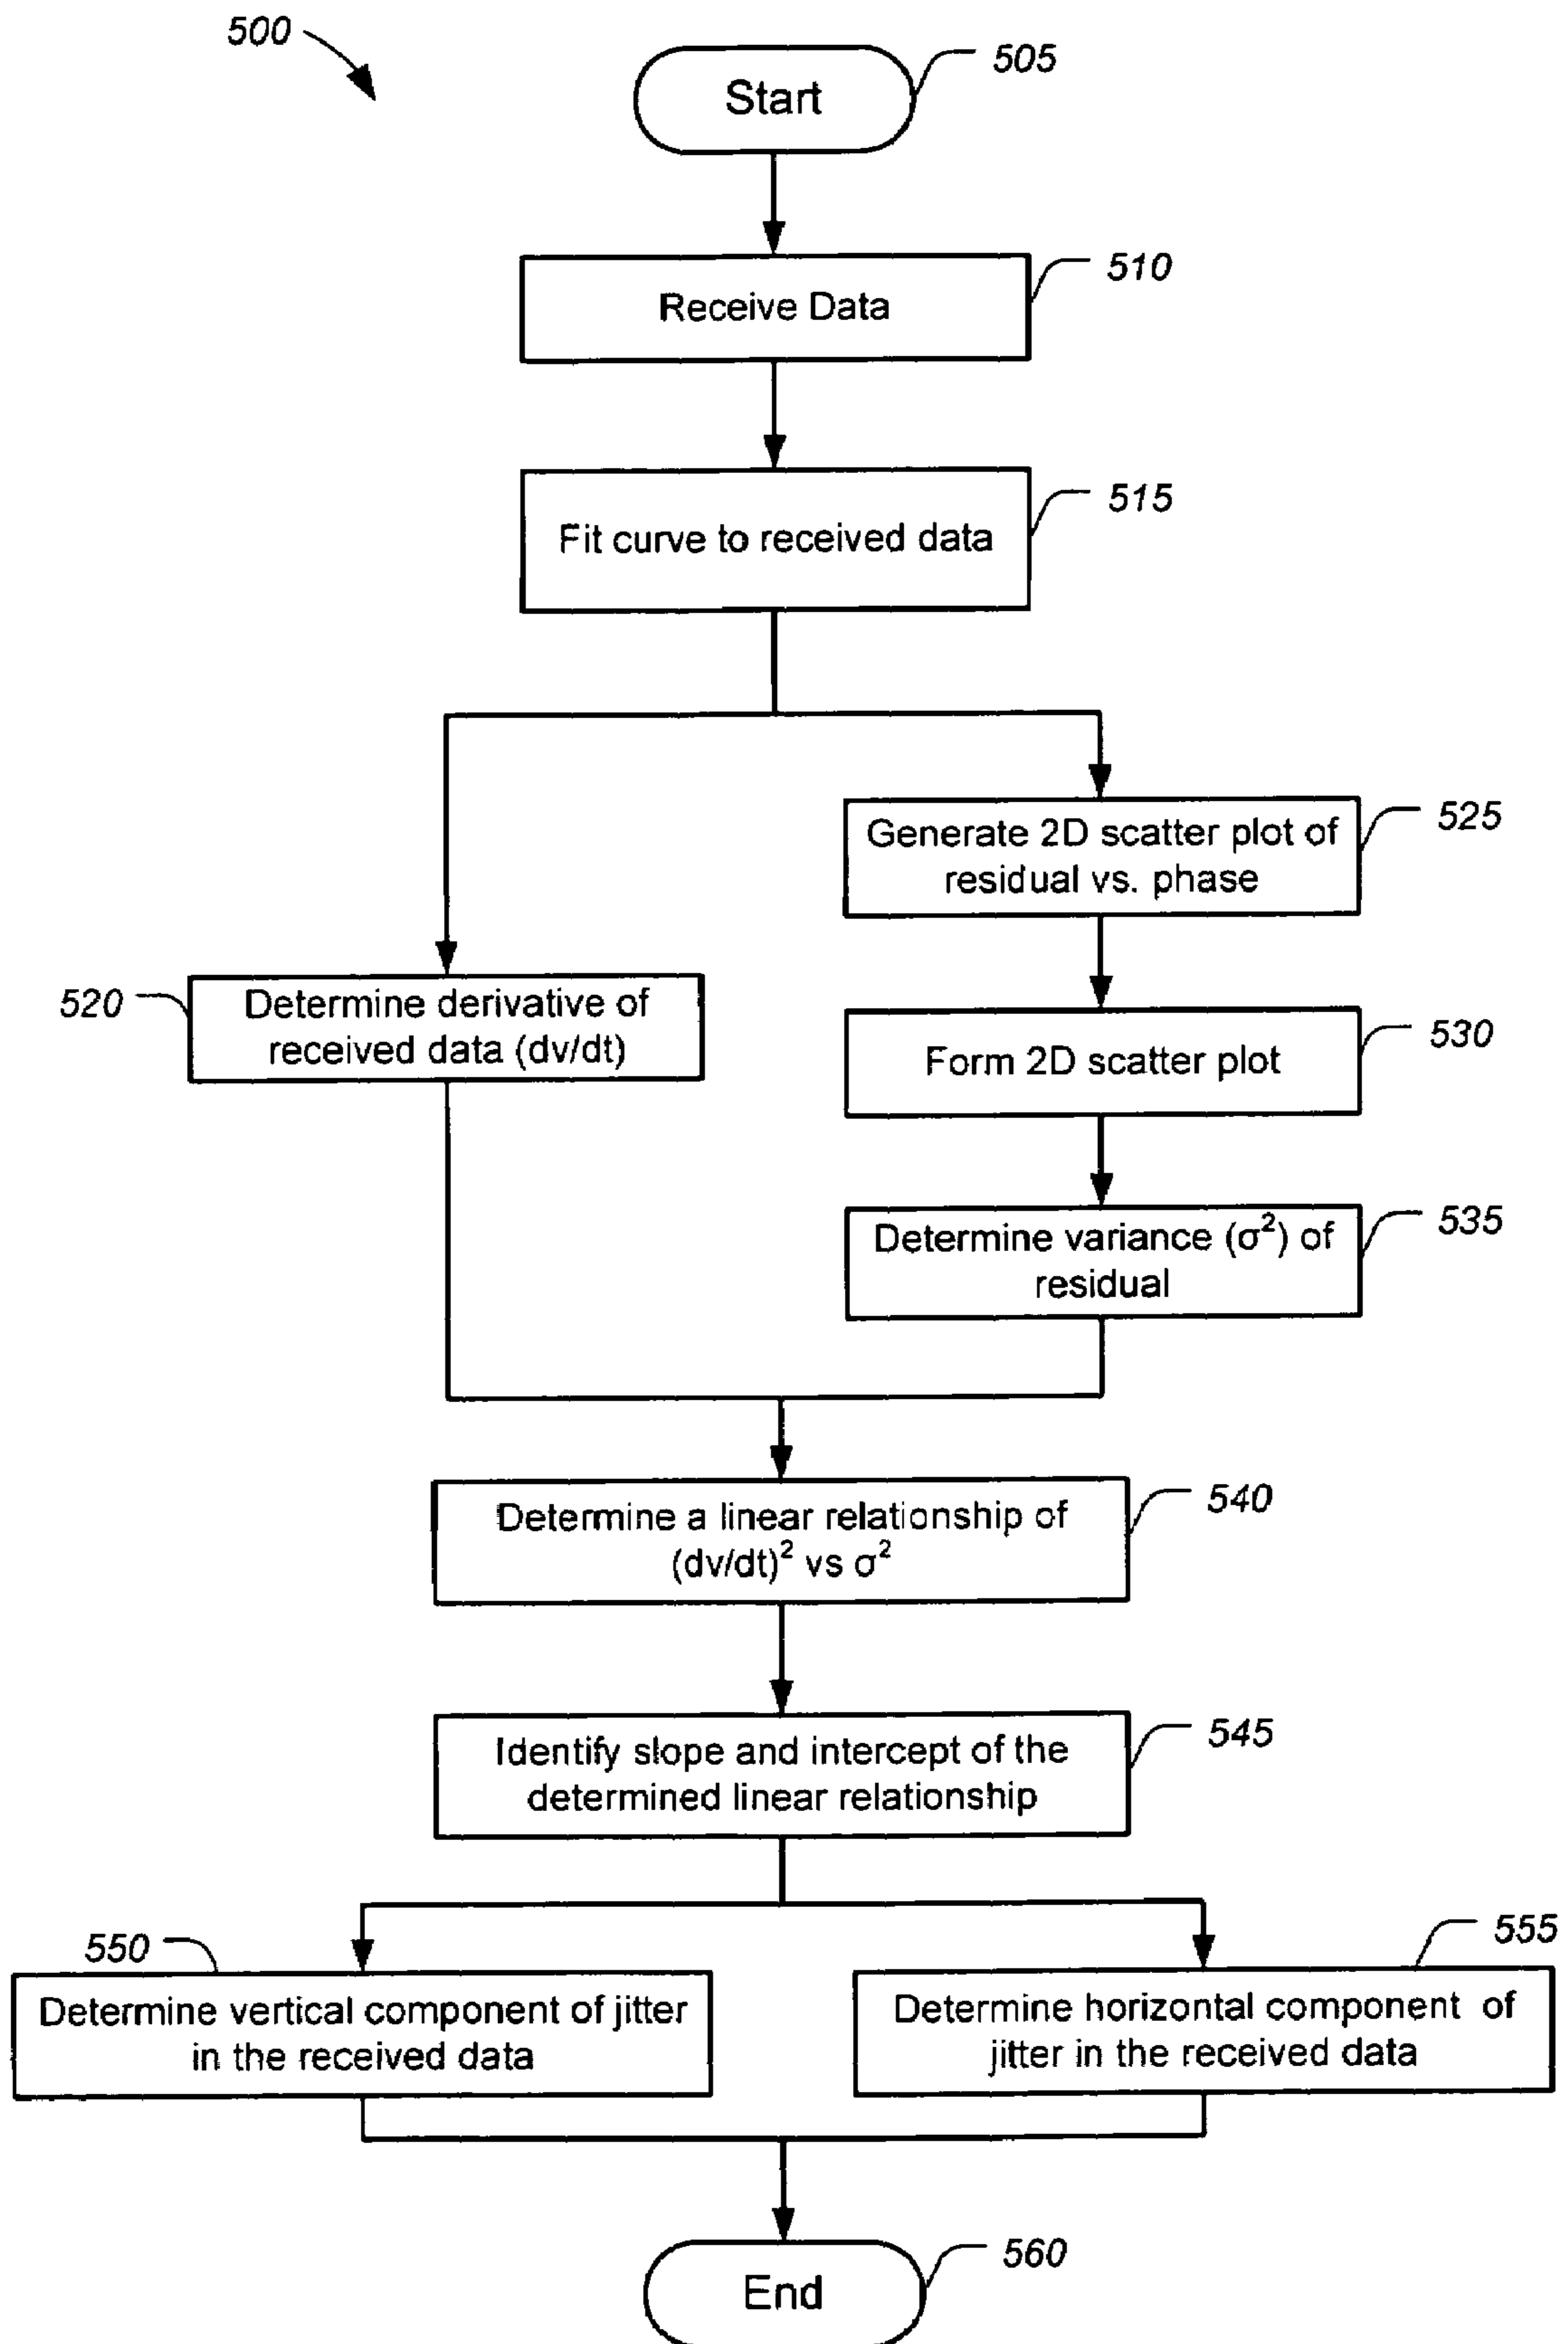 500
Start
505
Receive Data
510
Fit curve to received data
515
Generate 2D scatter plot of
residual vs. phase
525
520
Determine derivative of
received data (dv/dt)
Form 2D scatter plot
530
Determine variance (σ²) of
residual
535
Determine a linear relationship of
(dv/dt)² vs σ²
540
Identify slope and intercept of the
determined linear relationship
545
550
Determine vertical component of jitter
in the received data
555
Determine horizontal component of
jitter in the received data
End
560